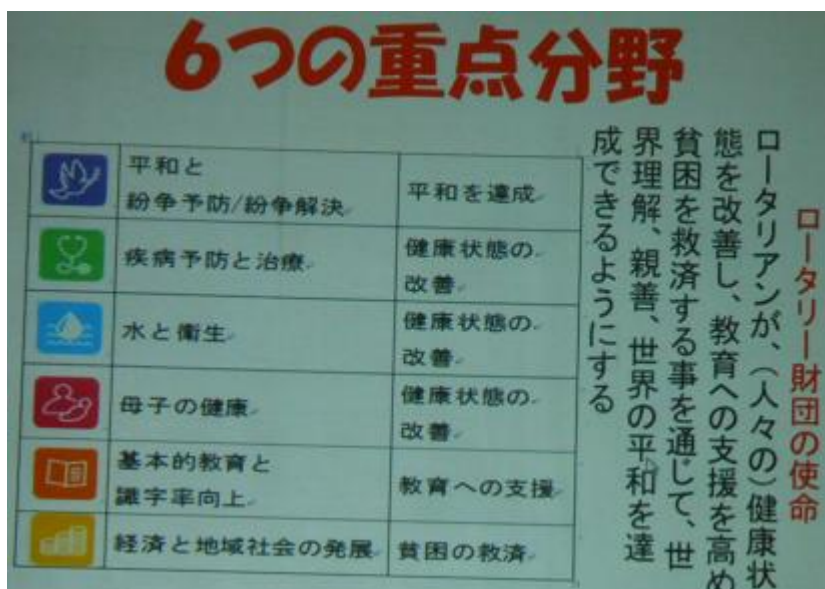 6つの重点分野
平和と
紛争予防/紛争解決
平和を達成
疾病予防と治療
健康状態の
改善
水と衛生
健康状態の
改善
母子の健康
健康状態の
改善
基本的教育と
識字率向上
教育への支援
経済と地域社会の発展
貧困の救済
ロータリー財団の使命
ロータリアンが、（人々の）健康状
態を改善し、教育への支援を高め
貧困を救済する事を通じて、世
界理解、親善、世界の平和を達
成できるようにする